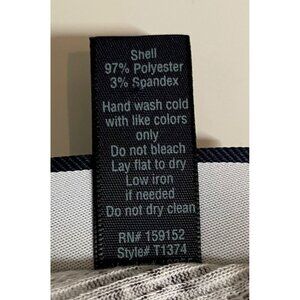 Shell
97% Polyester
3% Spandex
Hand wash cold
with like colors
only
Do not bleach
Lay flat to dry
Low iron
if needed
Do not dry clean
RN# 159152
Style# T1374